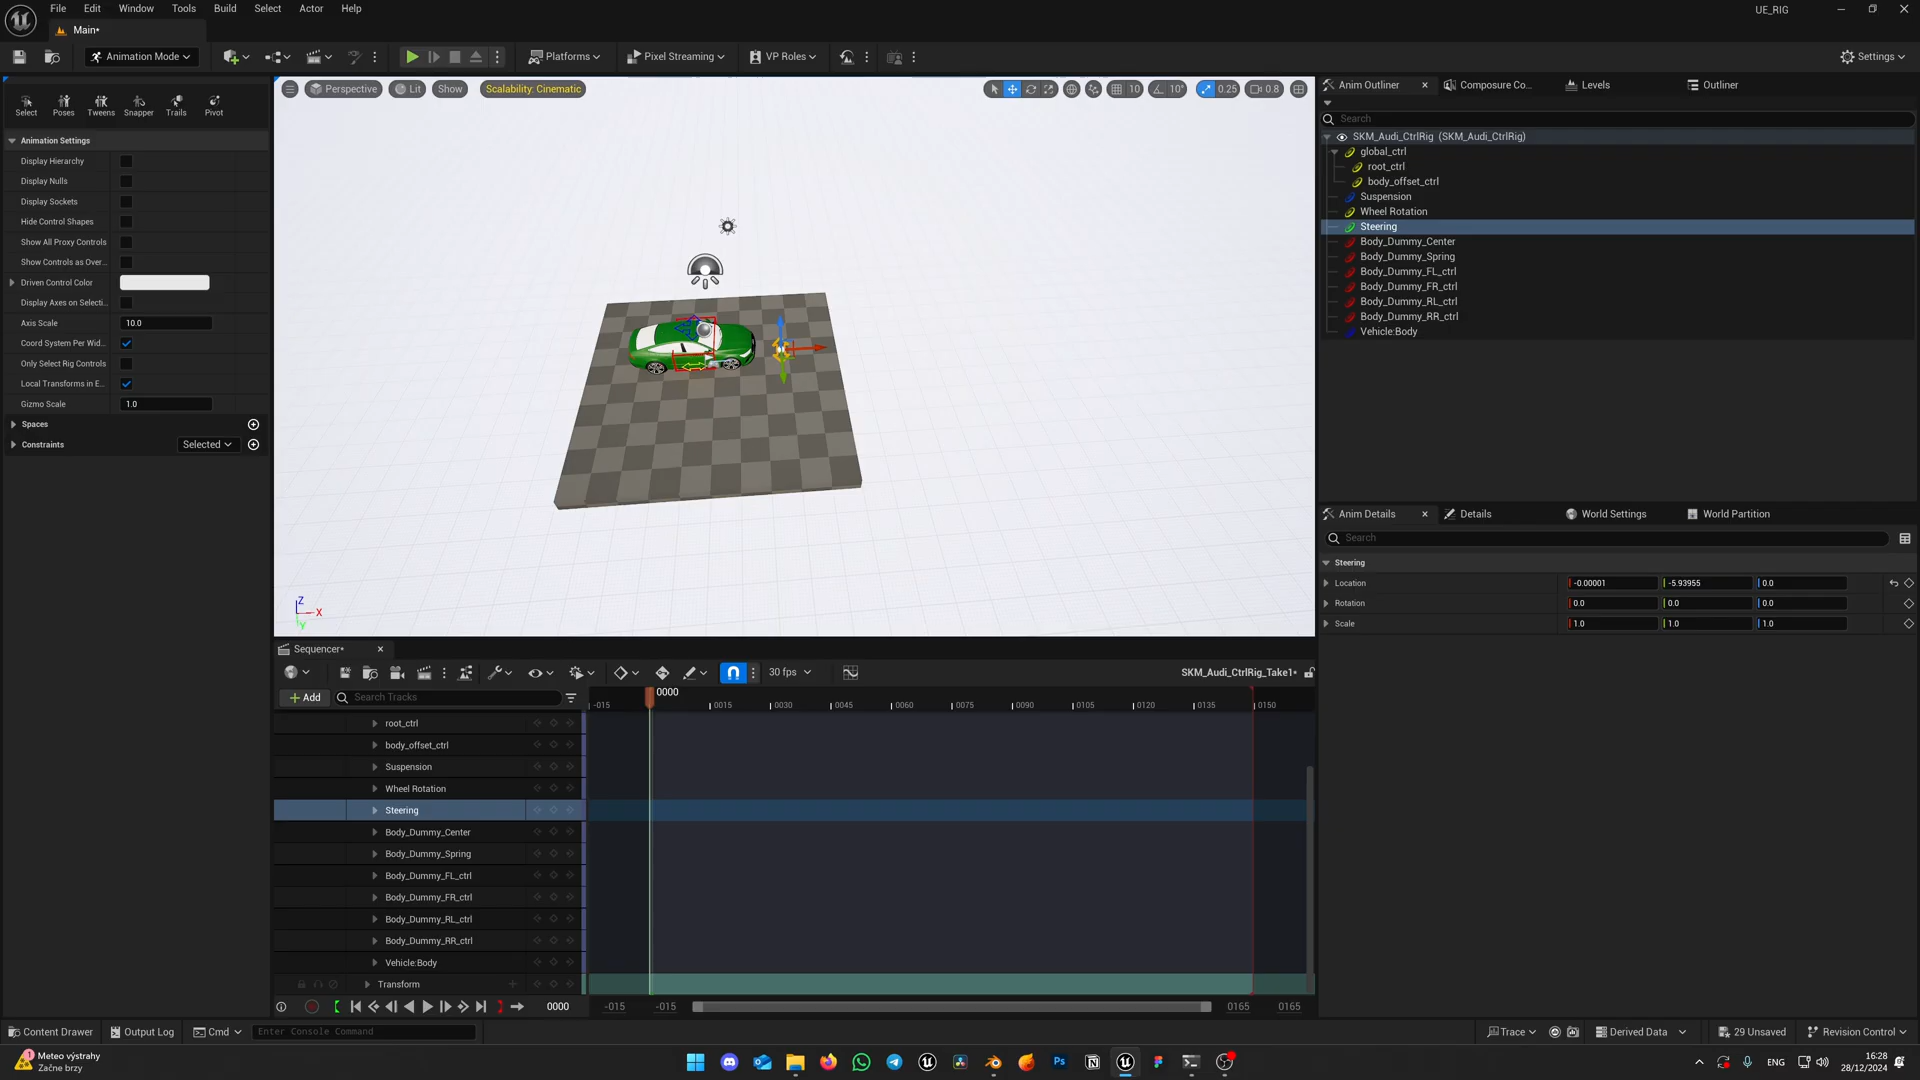 File Edit Window Tools Build Select Actor Help
UE_RIG
Main*
Animation Mode
Platforms
Pixel Streaming
VP Roles
Settings
Select Poses Tweens Snapper Trails Pivot
Animation Settings
Display Hierarchy
Display Nulls
Display Sockets
Hide Control Shapes
Show All Proxy Controls
Show Controls as Over...
Driven Control Color
Display Axes on Selecti...
Axis Scale 10.0
Coord System Per Wid...
Only Select Rig Controls
Local Transforms in E...
Gizmo Scale 1.0
Spaces
Constraints Selected
Perspective Lit Show Scalability: Cinematic
10 10° 0.25 0.8
Z
X
Y
Anim Outliner Composure Co... Levels Outliner
Search
SKM_Audi_CtrlRig (SKM_Audi_CtrlRig)
global_ctrl
root_ctrl
body_offset_ctrl
Suspension
Wheel Rotation
Steering
Body_Dummy_Center
Body_Dummy_Spring
Body_Dummy_FL_ctrl
Body_Dummy_FR_ctrl
Body_Dummy_RL_ctrl
Body_Dummy_RR_ctrl
Vehicle:Body
Anim Details Details World Settings World Partition
Search
Steering
Location -0.00001 -5.93955 0.0
Rotation 0.0 0.0 0.0
Scale 1.0 1.0 1.0
Sequencer*
30 fps
SKM_Audi_CtrlRig_Take1*
Add
Search Tracks
0000
-015 0015 0030 0045 0060 0075 0090 0105 0120 0135 0150
root_ctrl
body_offset_ctrl
Suspension
Wheel Rotation
Steering
Body_Dummy_Center
Body_Dummy_Spring
Body_Dummy_FL_ctrl
Body_Dummy_FR_ctrl
Body_Dummy_RL_ctrl
Body_Dummy_RR_ctrl
Vehicle:Body
Transform
0000
-015 -015 0165 0165
Content Drawer Output Log Cmd Enter Console Command
Trace Derived Data 29 Unsaved Revision Control
1
Meteo výstrahy
Začne brzy
Ps
ENG
16:28
28/12/2024